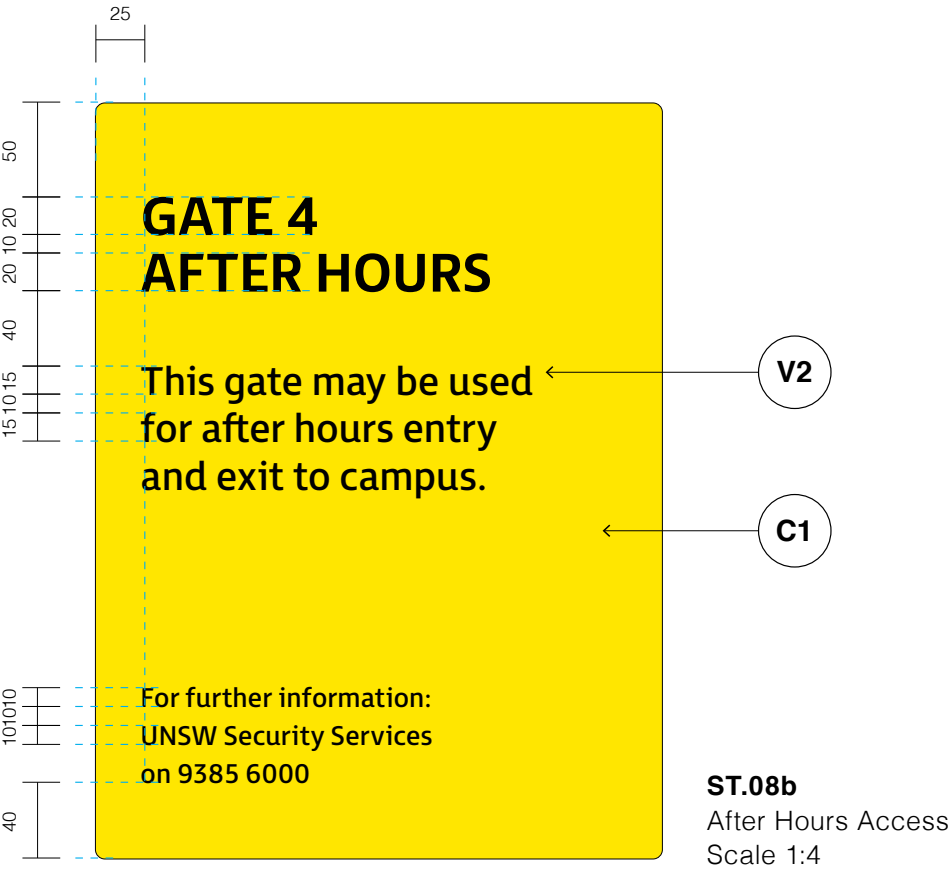 25
50
20
10
20
40
15
10
15
10
10
10
40
GATE 4
AFTER HOURS
This gate may be used
for after hours entry
and exit to campus.
For further information:
UNSW Security Services
on 9385 6000
V2
C1
ST.08b
After Hours Access
Scale 1:4